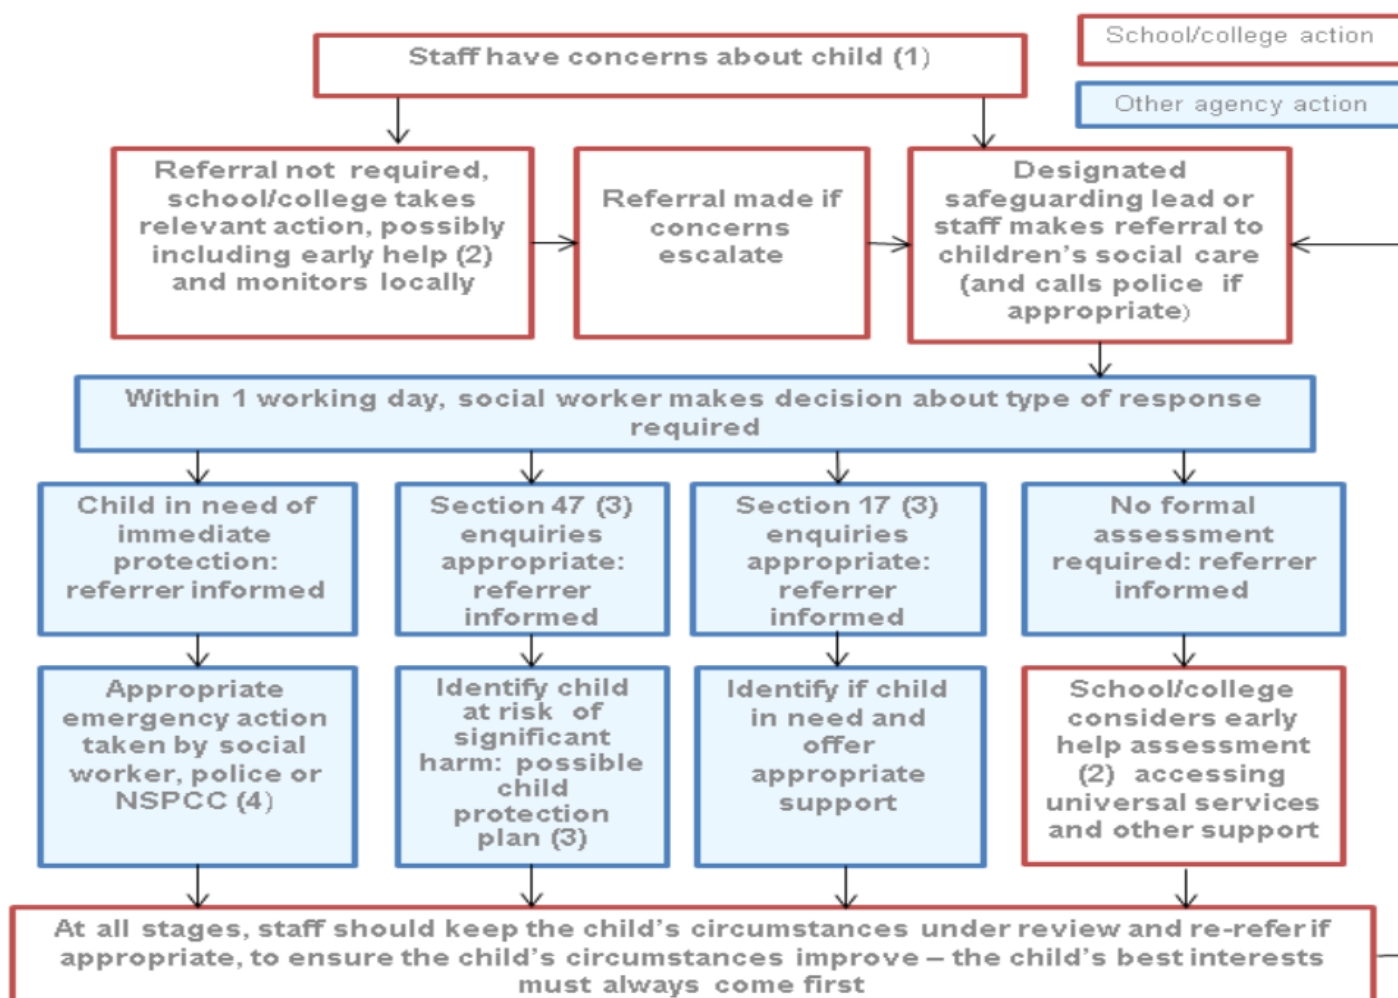 School/college action
Staff have concerns about child (1)
Other agency action
Referral not required,
school/college takes
relevant action, possibly
including early help (2)
and monitors locally
Referral made if
concerns
escalate
Designated
safeguarding lead or
staff makes referral to
children’s social care
(and calls police if
appropriate)
Within 1 working day, social worker makes decision about type of response
required
Child in need of
immediate
protection:
referrer informed
Section 47 (3)
enquiries
appropriate:
referrer
informed
Section 17 (3)
enquiries
appropriate:
referrer
informed
No formal
assessment
required: referrer
informed
Appropriate
emergency action
taken by social
worker, police or
NSPCC (4)
Identify child
at risk of
significant
harm: possible
child
protection
plan (3)
Identify if child
in need and
offer
appropriate
support
School/college
considers early
help assessment
(2) accessing
universal services
and other support
At all stages, staff should keep the child’s circumstances under review and re-refer if
appropriate, to ensure the child’s circumstances improve – the child’s best interests
must always come first